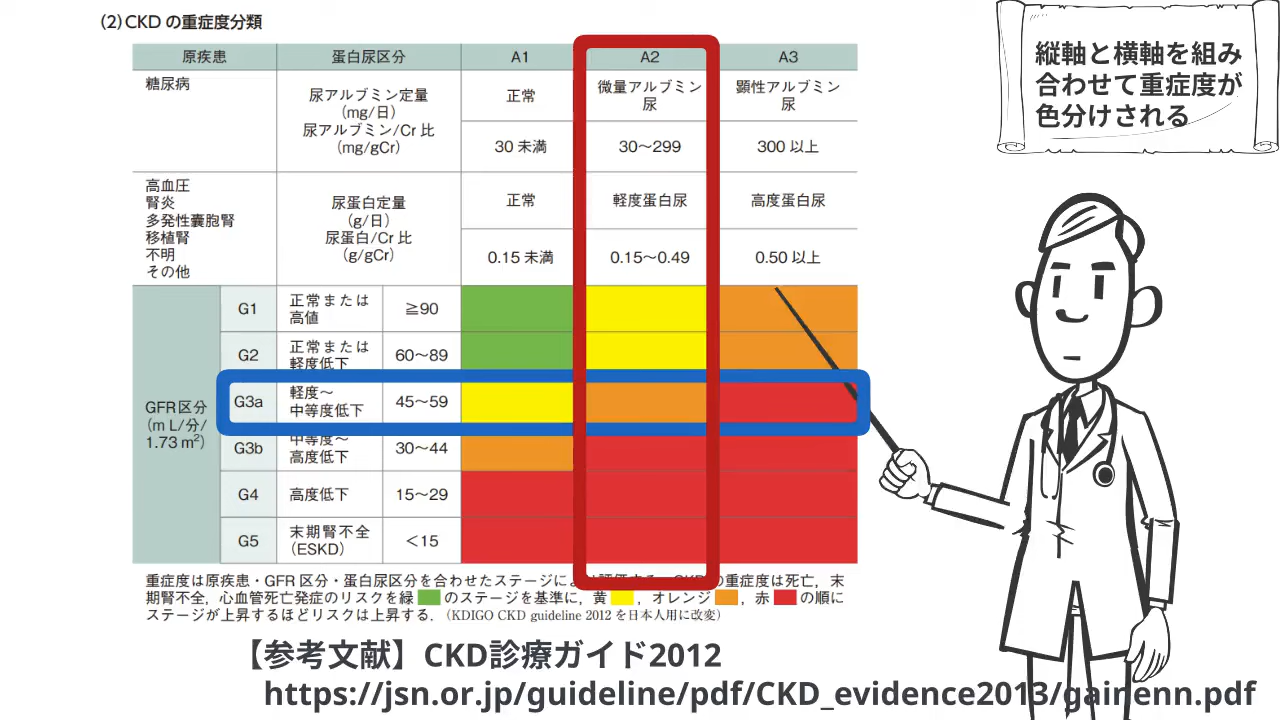 (2) CKD の重症度分類
原疾患 蛋白尿区分 A1 A2 A3
糖尿病
尿アルブミン定量
(mg/日)
尿アルブミン/Cr 比
(mg/gCr)
正常
微量アルブミン
尿
顕性アルブミン
尿
30 未満 30〜299 300 以上
高血圧
腎炎
多発性嚢胞腎
移植腎
不明
その他
尿蛋白定量
(g/日)
尿蛋白/Cr 比
(g/gCr)
正常 軽度蛋白尿 高度蛋白尿
0.15 未満 0.15〜0.49 0.50 以上
GFR区分
(mL/分/
1.73 m²)
G1 正常または
高値 ≧90
G2 正常または
軽度低下 60〜89
G3a 軽度〜
中等度低下 45〜59
G3b 中等度〜
高度低下 30〜44
G4 高度低下 15〜29
G5 末期腎不全
(ESKD) <15
重症度は原疾患・GFR 区分・蛋白尿区分を合わせたステージに の重症度は死亡,末
期腎不全,心血管死亡発症のリスクを緑 のステージを基準に,黄 ,オレンジ ,赤 の順に
ステージが上昇するほどリスクは上昇する.(KDIGO CKD guideline 2012 を日本人用に改変)
【参考文献】CKD診療ガイド2012
https://jsn.or.jp/guideline/pdf/CKD_evidence2013/gainenn.pdf
縦軸と横軸を組み
合わせて重症度が
色分けされる